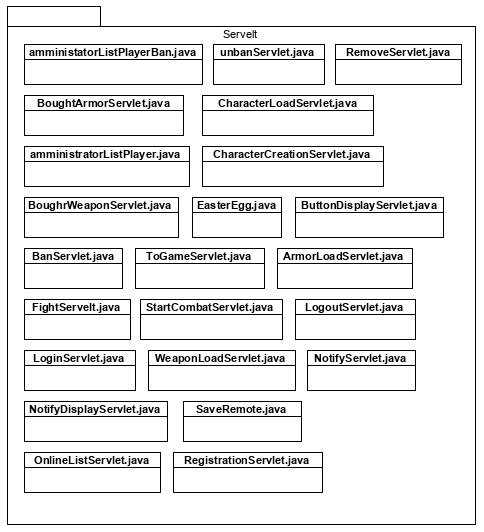 Servelt
amministatorListPlayerBan.java unbanServlet.java RemoveServlet.java
BoughtArmorServlet.java CharacterLoadServlet.java
amministratorListPlayer.java CharacterCreationServlet.java
BoughrWeaponServlet.java EasterEgg.java ButtonDisplayServlet.java
BanServlet.java ToGameServlet.java ArmorLoadServlet.java
FightServelt.java StartCombatServlet.java LogoutServlet.java
LoginServlet.java WeaponLoadServlet.java NotifyServlet.java
NotifyDisplayServlet.java SaveRemote.java
OnlineListServlet.java RegistrationServlet.java